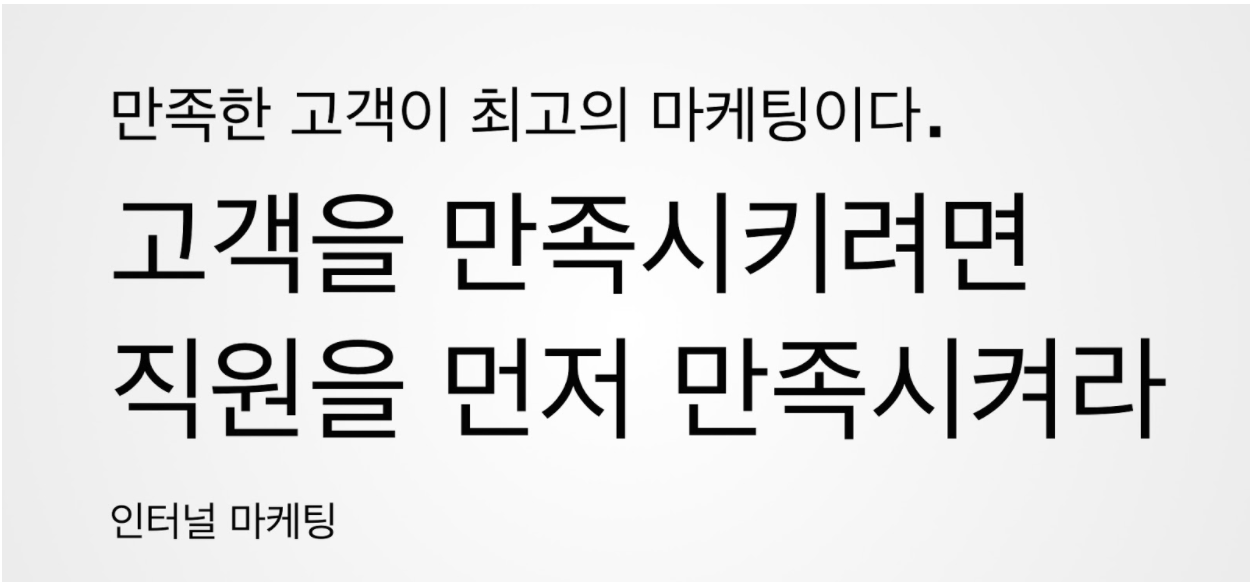 만족한 고객이 최고의 마케팅이다.
고객을 만족시키려면
직원을 먼저 만족시켜라
인터널 마케팅